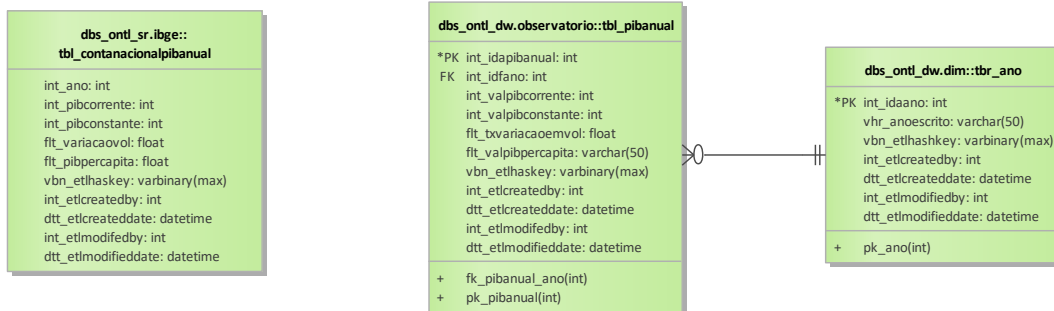 dbs_ontl_sr.ibge::
tbl_contanacionalpibanual
int_ano: int
int_pibcorrente: int
int_pibconstante: int
flt_variacaovol: float
flt_pibpercapita: float
vbn_etlhaskey: varbinary(max)
int_etlcreatedby: int
dtt_etlcreateddate: datetime
int_etlmodifedby: int
dtt_etlmodifieddate: datetime
dbs_ontl_dw.observatorio::tbl_pibanual
*PK int_idapibanual: int
FK int_idfano: int
int_valpibcorrente: int
int_valpibconstante: int
flt_txvariacaoemvol: float
flt_valpibpercapita: varchar(50)
vbn_etlhaskey: varbinary(max)
int_etlcreatedby: int
dtt_etlcreateddate: datetime
int_etlmodifedby: int
dtt_etlmodifieddate: datetime
+ fk_pibanual_ano(int)
+ pk_pibanual(int)
dbs_ontl_dw.dim::tbr_ano
*PK int_idaano: int
vhr_anoescrito: varchar(50)
vbn_etlhashkey: varbinary(max)
int_etlcreatedby: int
dtt_etlcreateddate: datetime
int_etlmodifiedby: int
dtt_etlmodifieddate: datetime
+ pk_ano(int)